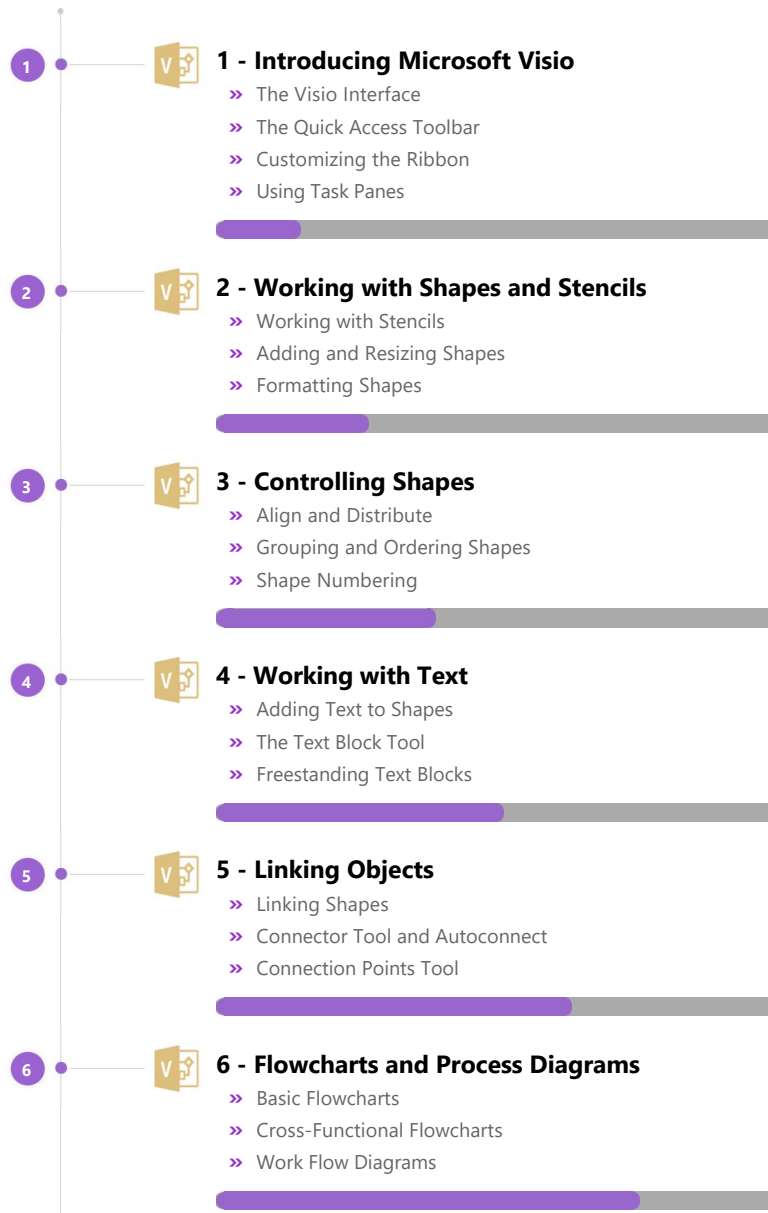 1
V
1 - Introducing Microsoft Visio
» The Visio Interface
» The Quick Access Toolbar
» Customizing the Ribbon
» Using Task Panes
2
V
2 - Working with Shapes and Stencils
» Working with Stencils
» Adding and Resizing Shapes
» Formatting Shapes
3
V
3 - Controlling Shapes
» Align and Distribute
» Grouping and Ordering Shapes
» Shape Numbering
4
V
4 - Working with Text
» Adding Text to Shapes
» The Text Block Tool
» Freestanding Text Blocks
5
V
5 - Linking Objects
» Linking Shapes
» Connector Tool and Autoconnect
» Connection Points Tool
6
V
6 - Flowcharts and Process Diagrams
» Basic Flowcharts
» Cross-Functional Flowcharts
» Work Flow Diagrams